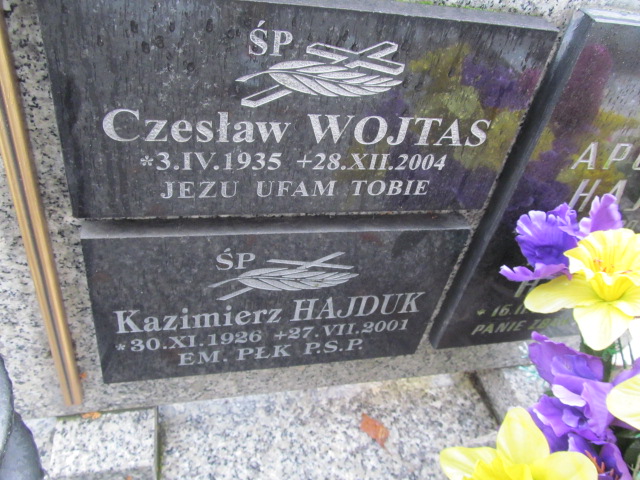 ŚP
Czesław WOJTAS
*3.IV.1935 +28.XII.2004
JEZU UFAM TOBIE
ŚP
Kazimierz HAJDUK
*30.XI.1926 +27.VII.2001
EM. PŁK P.S.P.
PANIE